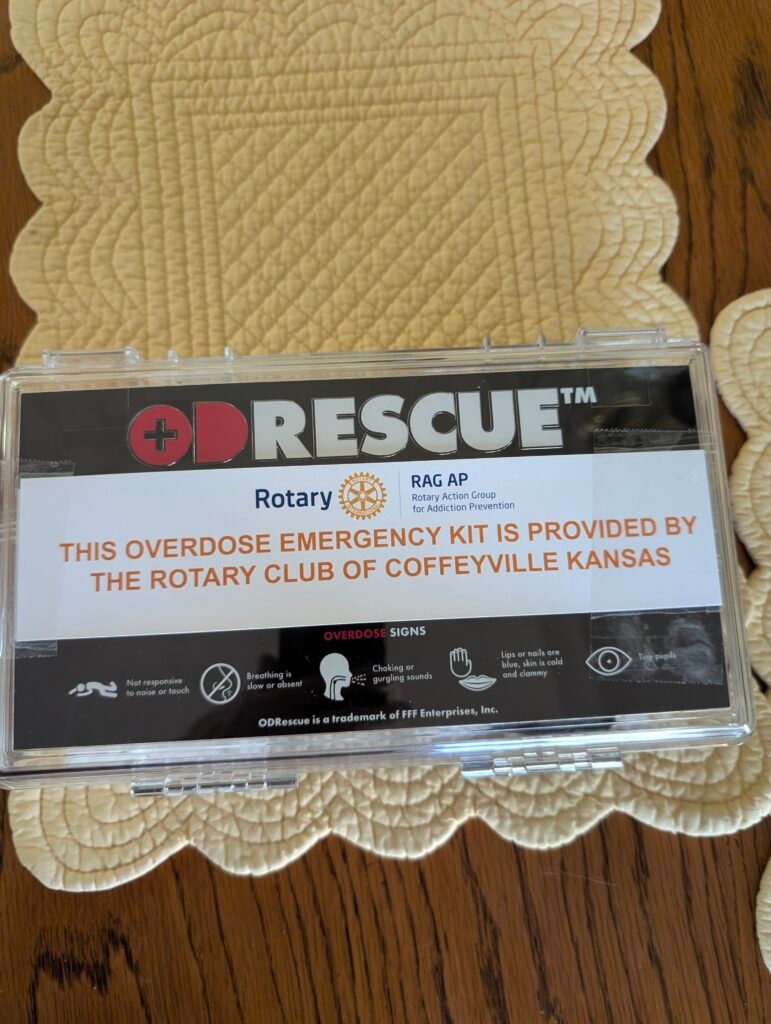 ODRESCUE™
Rotary
RAG AP
Rotary Action Group
for Addiction Prevention
THIS OVERDOSE EMERGENCY KIT IS PROVIDED BY
THE ROTARY CLUB OF COFFEYVILLE KANSAS
OVERDOSE SIGNS
Not responsive
to noise or touch
Breathing is
slow or absent
Choking or
gurgling sounds
Lips or nails are
blue, skin is cold
and clammy
Tiny pupils
ODRescue is a trademark of FFF Enterprises, Inc.